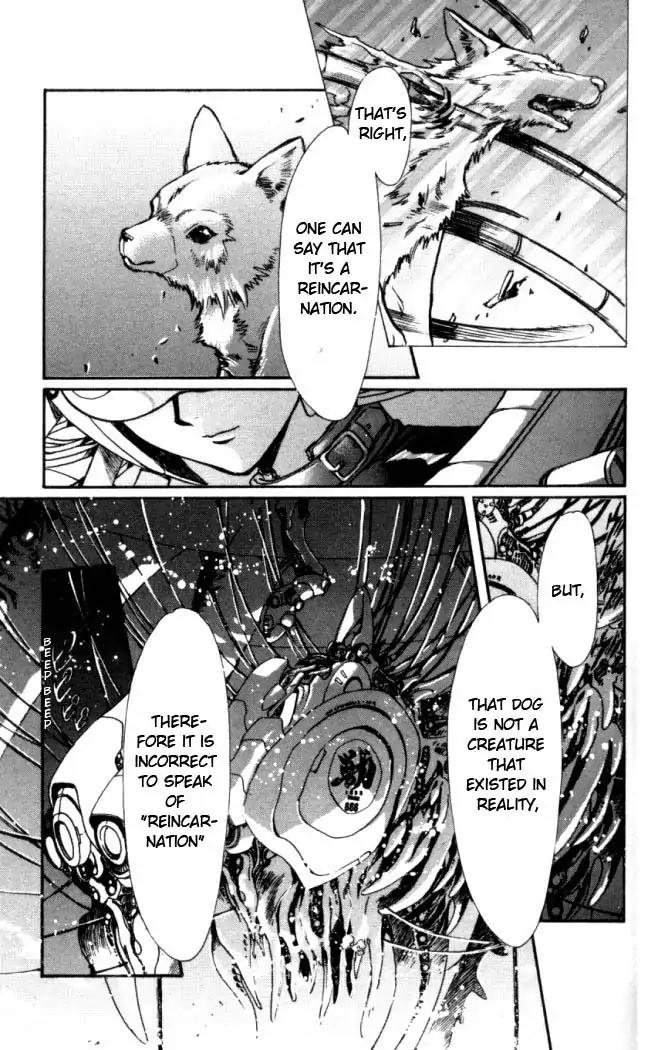 THAT'S
RIGHT,
ONE CAN
SAY THAT
IT'S A
REINCAR-
NATION.
BUT,
THAT DOG
IS NOT A
CREATURE
THAT
EXISTED IN
REALITY,
THERE-
FORE IT IS
INCORRECT
TO SPEAK
OF
"REINCAR-
NATION"
BEEP BEEP
666